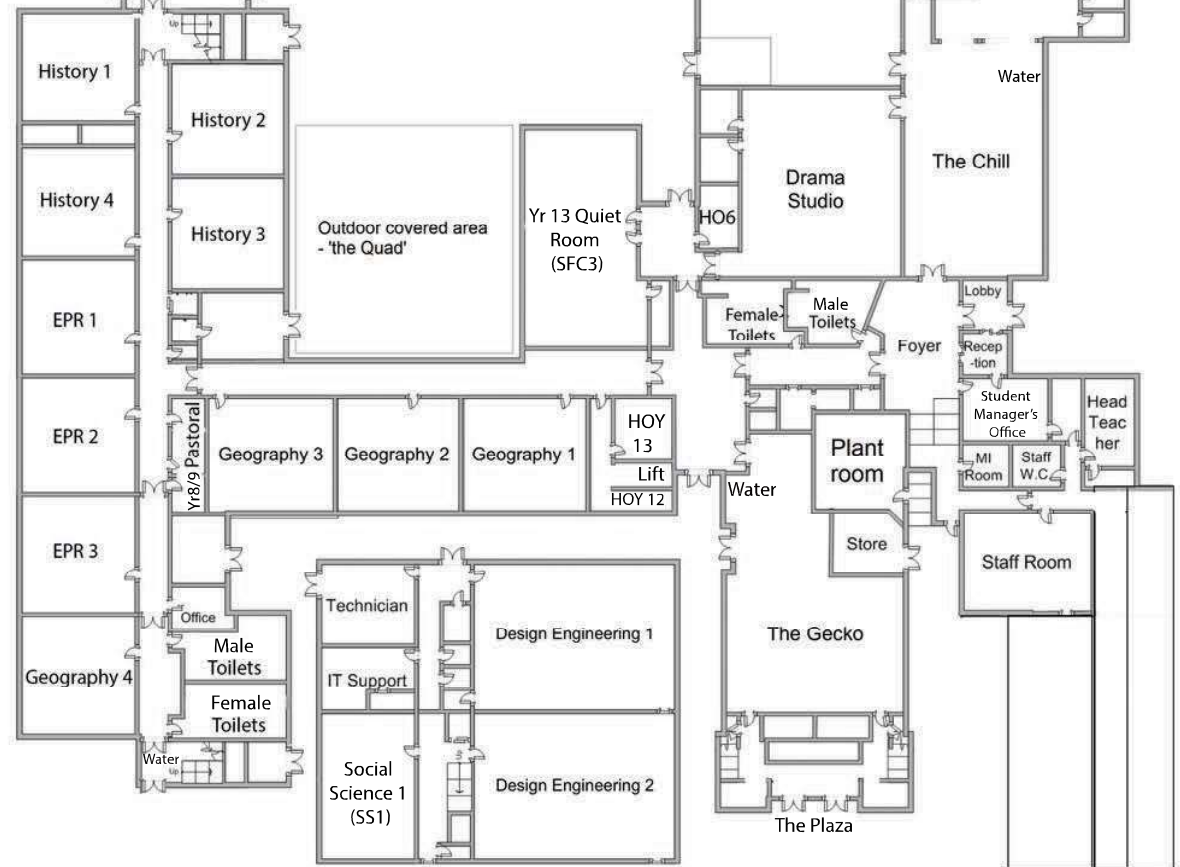 Up
History 1
Water
History 2
The Chill
Drama
Studio
History 4
HO6
Yr 13 Quiet
Room
(SFC3)
Outdoor covered area
- 'the Quad'
History 3
Lobby
Male
Toilets
Female
Toilets
EPR 1
Foyer
Recep
-tion
Student
Manager's
Office
Head
Teac
her
HOY
13
EPR 2
Yr8/9 Pastoral
Geography 3
Geography 2
Geography 1
Plant
room
MI
Room
Staff
W.C
Lift
HOY 12
Water
EPR 3
Store
Staff Room
Technician
Office
Design Engineering 1
The Gecko
Male
Toilets
Geography 4
IT Support
Female
Toilets
Water
Up
Up
Social
Science 1
(SS1)
Design Engineering 2
The Plaza